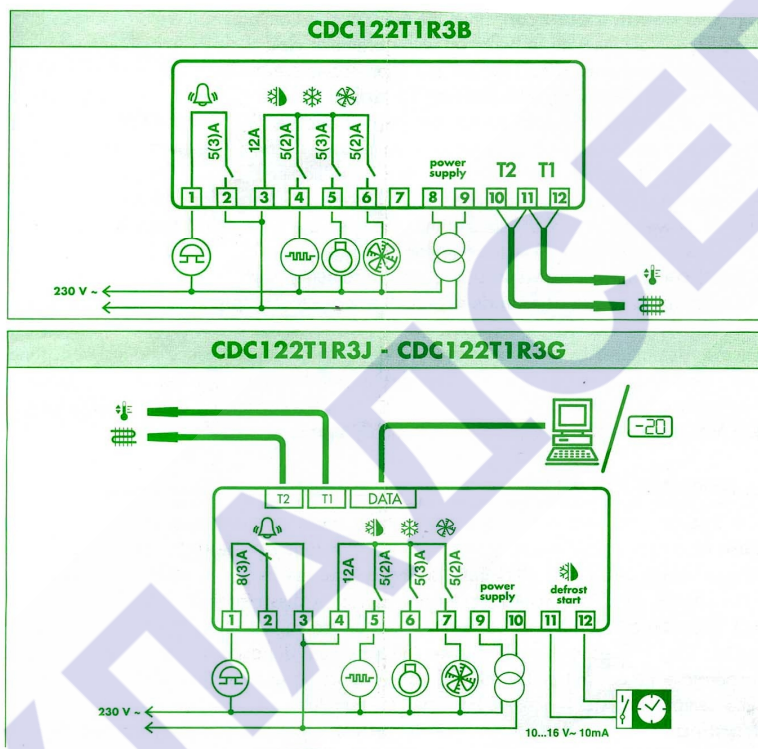 CDC122T1R3B
5(3)A
12A
5(2)A
5(3)A
5(2)A
power
supply
T2
T1
1 2 3 4 5 6 7 8 9 10 11 12
230 V ~
CDC122T1R3J - CDC122T1R3G
-20
T2 T1 DATA
8(3)A
12A
5(2)A
5(3)A
5(2)A
power
supply
defrost
start
1 2 3 4 5 6 7 8 9 10 11 12
230 V ~
10...16 V~ 10mA